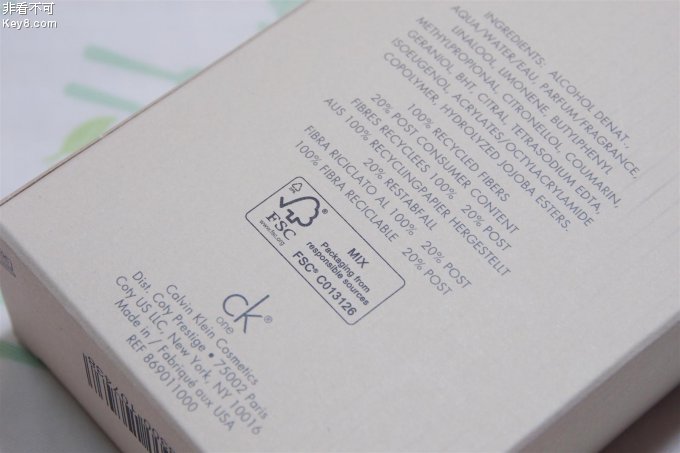 非看不可
Key8.com
INGREDIENTS: ALCOHOL DENAT.,
AQUA/WATER/EAU, PARFUM/FRAGRANCE,
LINALOOL, LIMONENE, BUTYLPHENYL
METHYLPROPIONAL, CITRONELLOL, COUMARIN,
GERANIOL, BHT, CITRAL, TETRASODIUM EDTA,
ISOEUGENOL, ACRYLATES/OCTYLACRYLAMIDE
COPOLYMER, HYDROLYZED JOJOBA ESTERS.
100% RECYCLED FIBERS
20% POST CONSUMER CONTENT
FIBRES RECYCLEES 100% 20% POST
AUS 100% RECYCLINGPAPIER HERGESTELLT
20% RESTABFALL
FIBRA RICICLATO AL 100% 20% POST
100% FIBRA RECICLABLE 20% POST
FSC®
www.fsc.org
MIX
Packaging from
responsible sources
FSC® C013126
ck®
one
Calvin Klein Cosmetics
Dist. Coty Prestige • 75002 Paris
Coty US LLC, New York, NY 10016
Made in / Fabriqué aux USA
REF 869011000